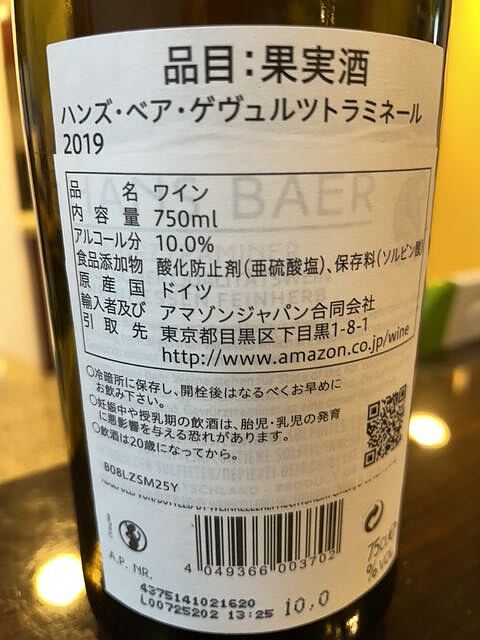 品目：果実酒
ハンズ・ベア・ゲヴュルツトラミネール
2019
品名 ワイン
内容量 750ml
アルコール分 10.0%
食品添加物 酸化防止剤(亜硫酸塩)、保存料(ソルビン酸)
原産国 ドイツ
輸入者及び アマゾンジャパン合同会社
引取先 東京都目黒区下目黒1-8-1
http://www.amazon.co.jp/wine
○冷暗所に保存し、開栓後はなるべくお早めに
お飲み下さい。
○妊娠中や授乳期の飲酒は、胎児・乳児の発育
に悪影響を与える恐れがあります。
○飲酒は20歳になってから。
B08LZSM25Y
A.P. NR.
4 049366 003702
75cl
% vol
4375141021620
L00725202 13:25 10,0